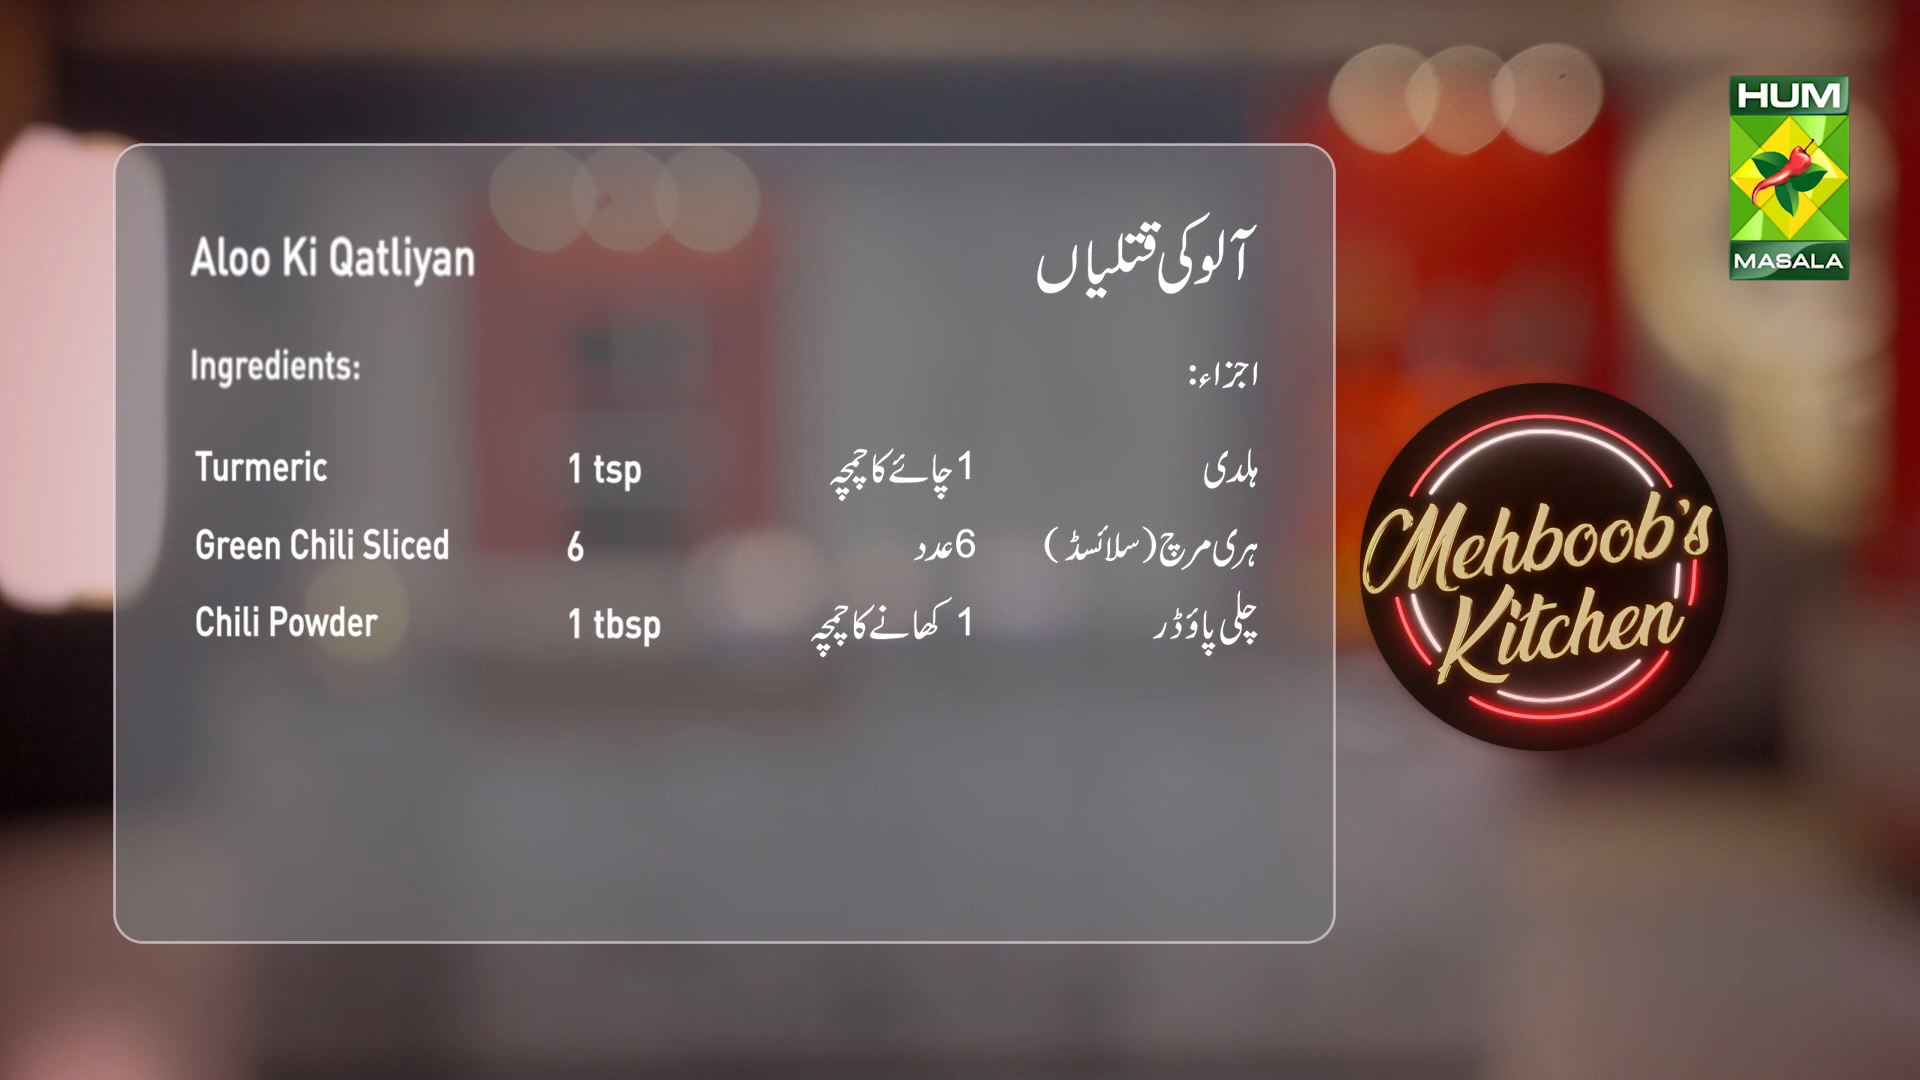 HUM
MASALA
Aloo Ki Qatliyan آلو کی قتلیاں
Ingredients: اجزاء:
Turmeric 1 tsp 1 چائے کا چمچہ ہلدی
Green Chili Sliced 6 6 عدد ہری مرچ (سلائسڈ)
Chili Powder 1 tbsp 1 کھانے کا چمچہ چلی پاؤڈر
Mehboob's
Kitchen